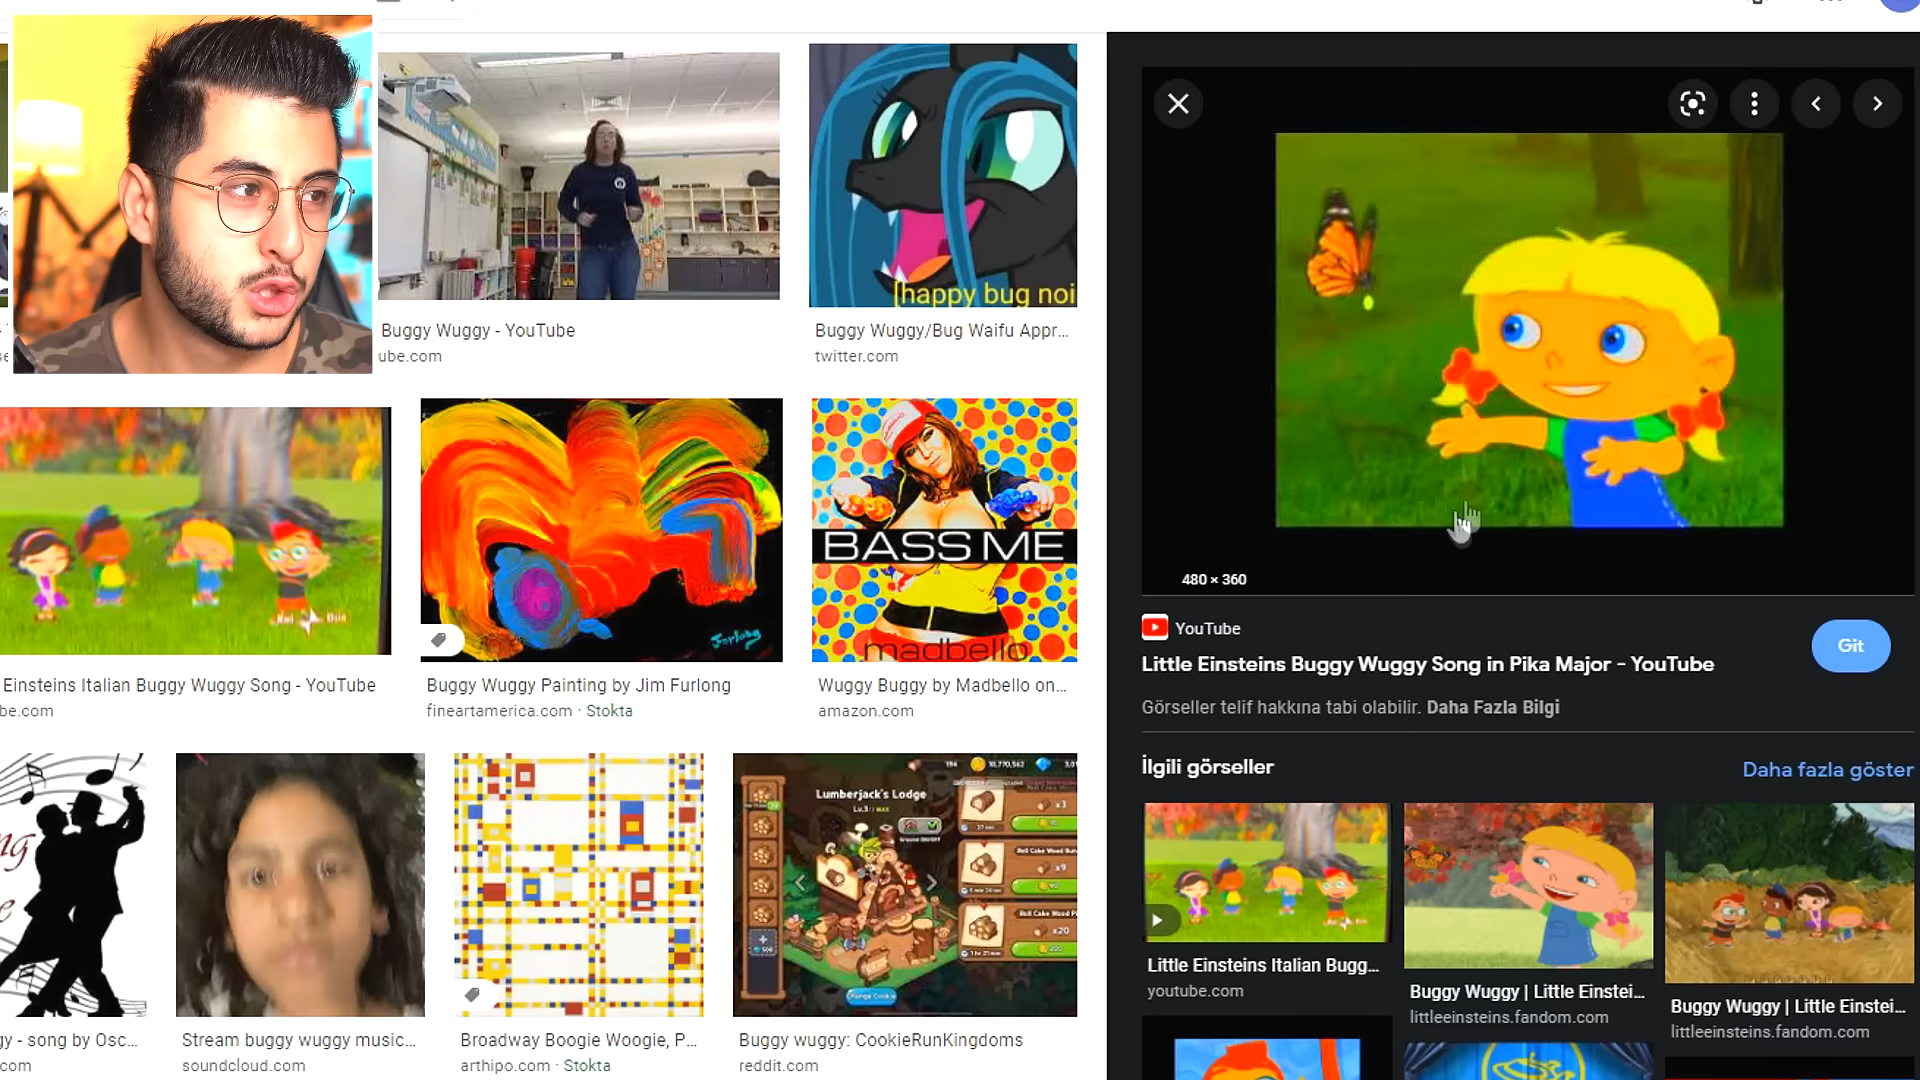 [happy bug noi
Buggy Wuggy - YouTube
ube.com
Buggy Wuggy/Bug Waifu Appr...
twitter.com
BASS ME
madbello
Furlong
Einsteins Italian Buggy Wuggy Song - YouTube
be.com
Buggy Wuggy Painting by Jim Furlong
fineartamerica.com · Stokta
Wuggy Buggy by Madbello on...
amazon.com
Lumberjack's Lodge
x3
x9
x20
gy - song by Osc...
.com
Stream buggy wuggy music...
soundcloud.com
Broadway Boogie Woogie, P...
arthipo.com · Stokta
Buggy wuggy: CookieRunKingdoms
reddit.com
480 × 360
YouTube
Git
Little Einsteins Buggy Wuggy Song in Pika Major - YouTube
Görseller telif hakkına tabi olabilir. Daha Fazla Bilgi
İlgili görseller
Daha fazla göster
Little Einsteins Italian Bugg...
youtube.com
Buggy Wuggy | Little Einstei...
littleeinsteins.fandom.com
Buggy Wuggy | Little Einstei...
littleeinsteins.fandom.com